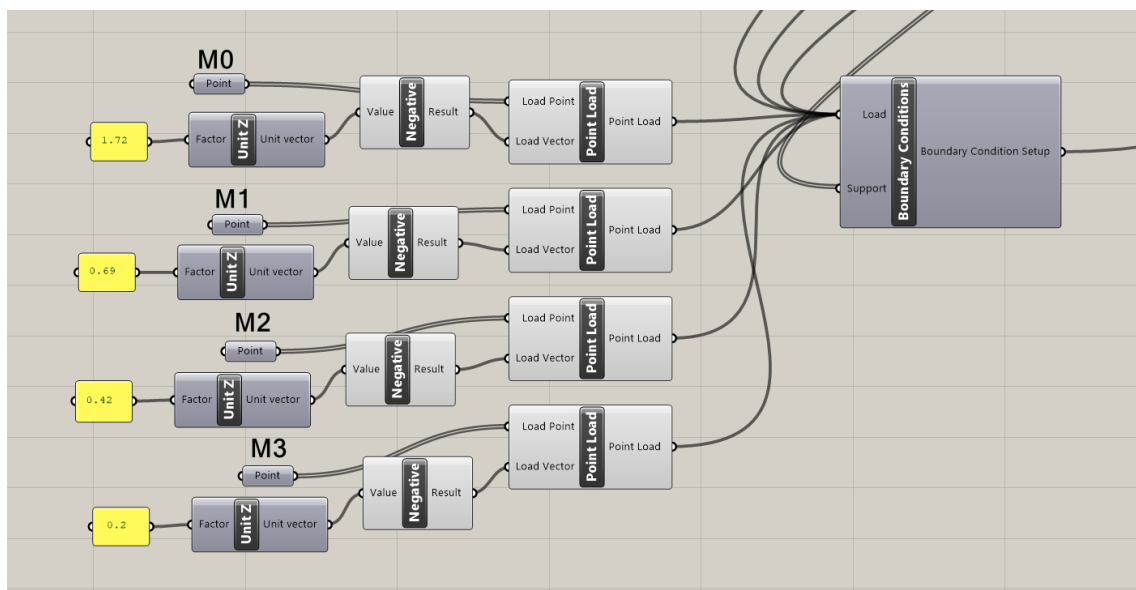 M0
Point
1.72
Factor
Unit Z
Unit vector
Value
Negative
Result
Load Point
Load Vector
Point Load
Point Load
M1
Point
0.69
Factor
Unit Z
Unit vector
Value
Negative
Result
Load Point
Load Vector
Point Load
Point Load
M2
Point
0.42
Factor
Unit Z
Unit vector
Value
Negative
Result
Load Point
Load Vector
Point Load
Point Load
M3
Point
0.2
Factor
Unit Z
Unit vector
Value
Negative
Result
Load Point
Load Vector
Point Load
Point Load
Load
Support
Boundary Conditions
Boundary Condition Setup